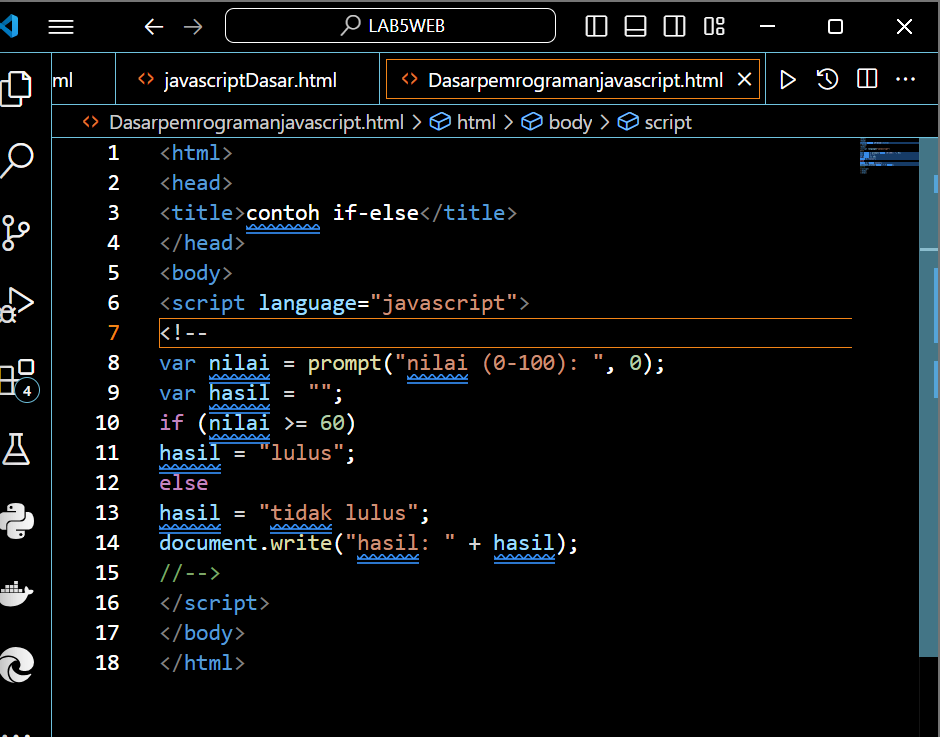 LAB5WEB
ml
<> javascriptDasar.html
<> Dasarpemrogramanjavascript.html
<> Dasarpemrogramanjavascript.html > html > body > script
1 <html>
2 <head>
3 <title>contoh if-else</title>
4 </head>
5 <body>
6 <script language="javascript">
7 <!--
8 var nilai = prompt("nilai (0-100): ", 0);
9 var hasil = "";
10 if (nilai >= 60)
11 hasil = "lulus";
12 else
13 hasil = "tidak lulus";
14 document.write("hasil: " + hasil);
15 //-->
16 </script>
17 </body>
18 </html>
4